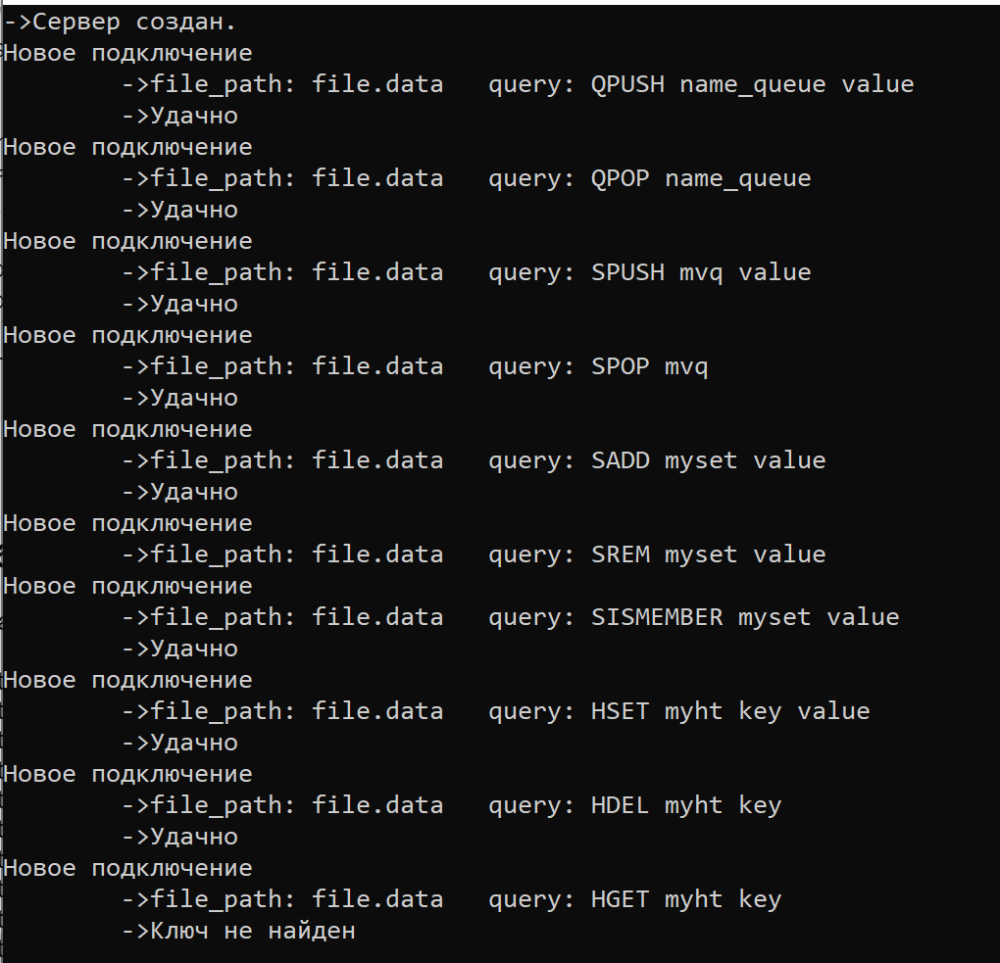 ->Сервер создан.
Новое подключение
->file_path: file.data query: QPUSH name_queue value
->Удачно
Новое подключение
->file_path: file.data query: QPOP name_queue
->Удачно
Новое подключение
->file_path: file.data query: SPUSH mvq value
->Удачно
Новое подключение
->file_path: file.data query: SPOP mvq
->Удачно
Новое подключение
->file_path: file.data query: SADD myset value
->Удачно
Новое подключение
->file_path: file.data query: SREM myset value
Новое подключение
->file_path: file.data query: SISMEMBER myset value
->Удачно
Новое подключение
->file_path: file.data query: HSET myht key value
->Удачно
Новое подключение
->file_path: file.data query: HDEL myht key
->Удачно
Новое подключение
->file_path: file.data query: HGET myht key
->Ключ не найден